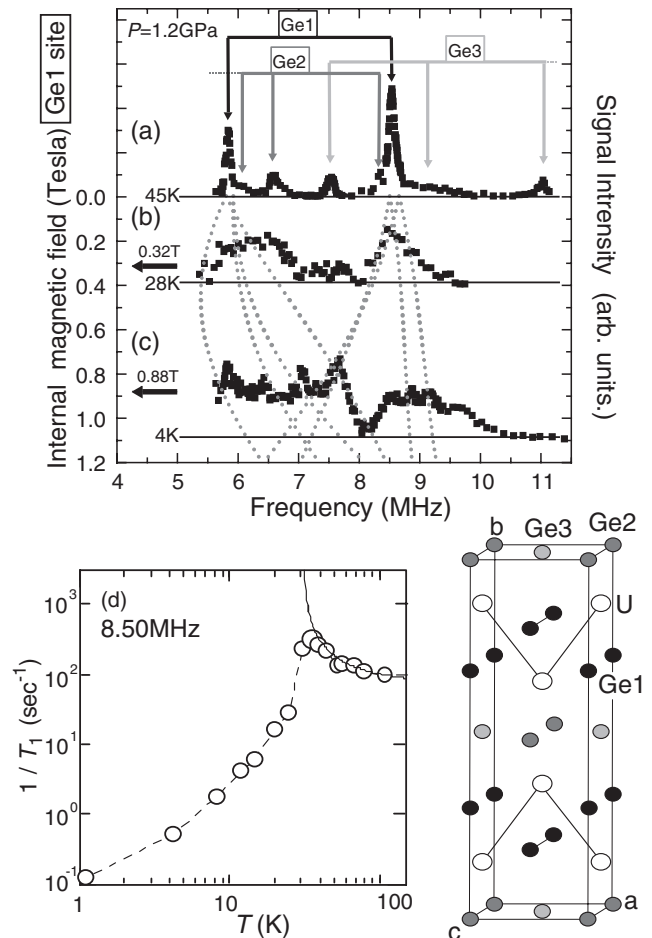 P=1.2GPa
Ge1
Ge2
Ge3
Ge1 site
Internal magnetic field (Tesla)
Signal Intrensity (arb. units.)
(a)
0.0
45K
(b)
0.2
0.32T
0.4
28K
0.6
(c)
0.8
0.88T
1.0
4K
1.2
4 5 6 7 8 9 10 11
Frequency (MHz)
(d)
8.50MHz
1 / T1 (sec-1)
10^3
10^2
10^1
10^0
10^-1
1 10 100
T (K)
b
Ge3
Ge2
U
Ge1
a
c